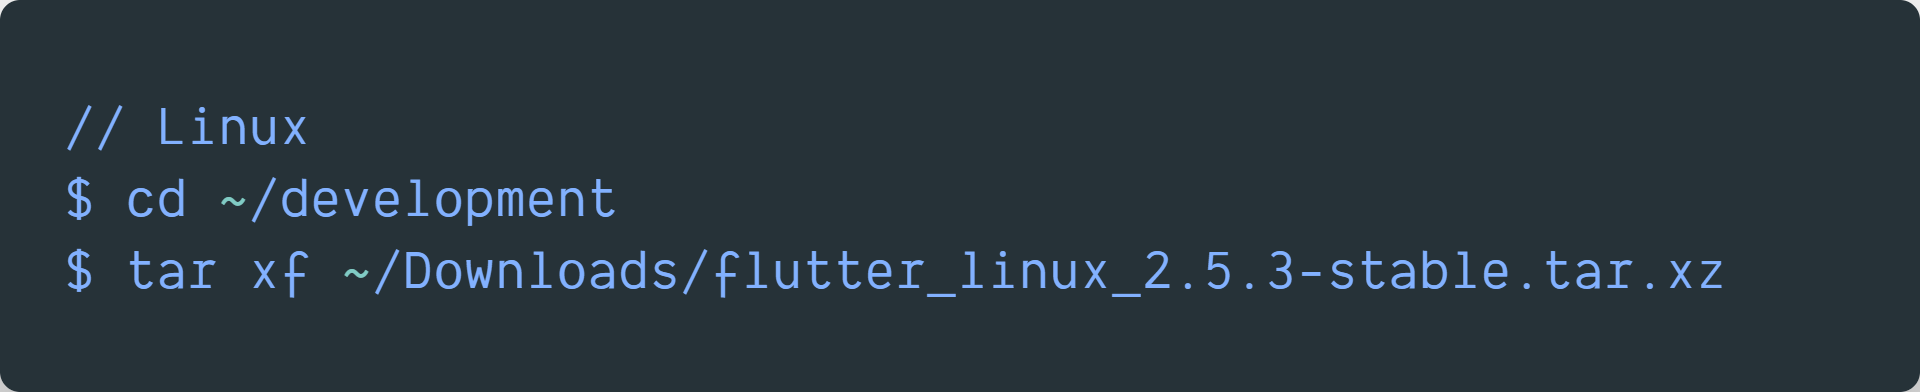 // Linux
$ cd ~/development
$ tar xf ~/Downloads/flutter_linux_2.5.3-stable.tar.xz